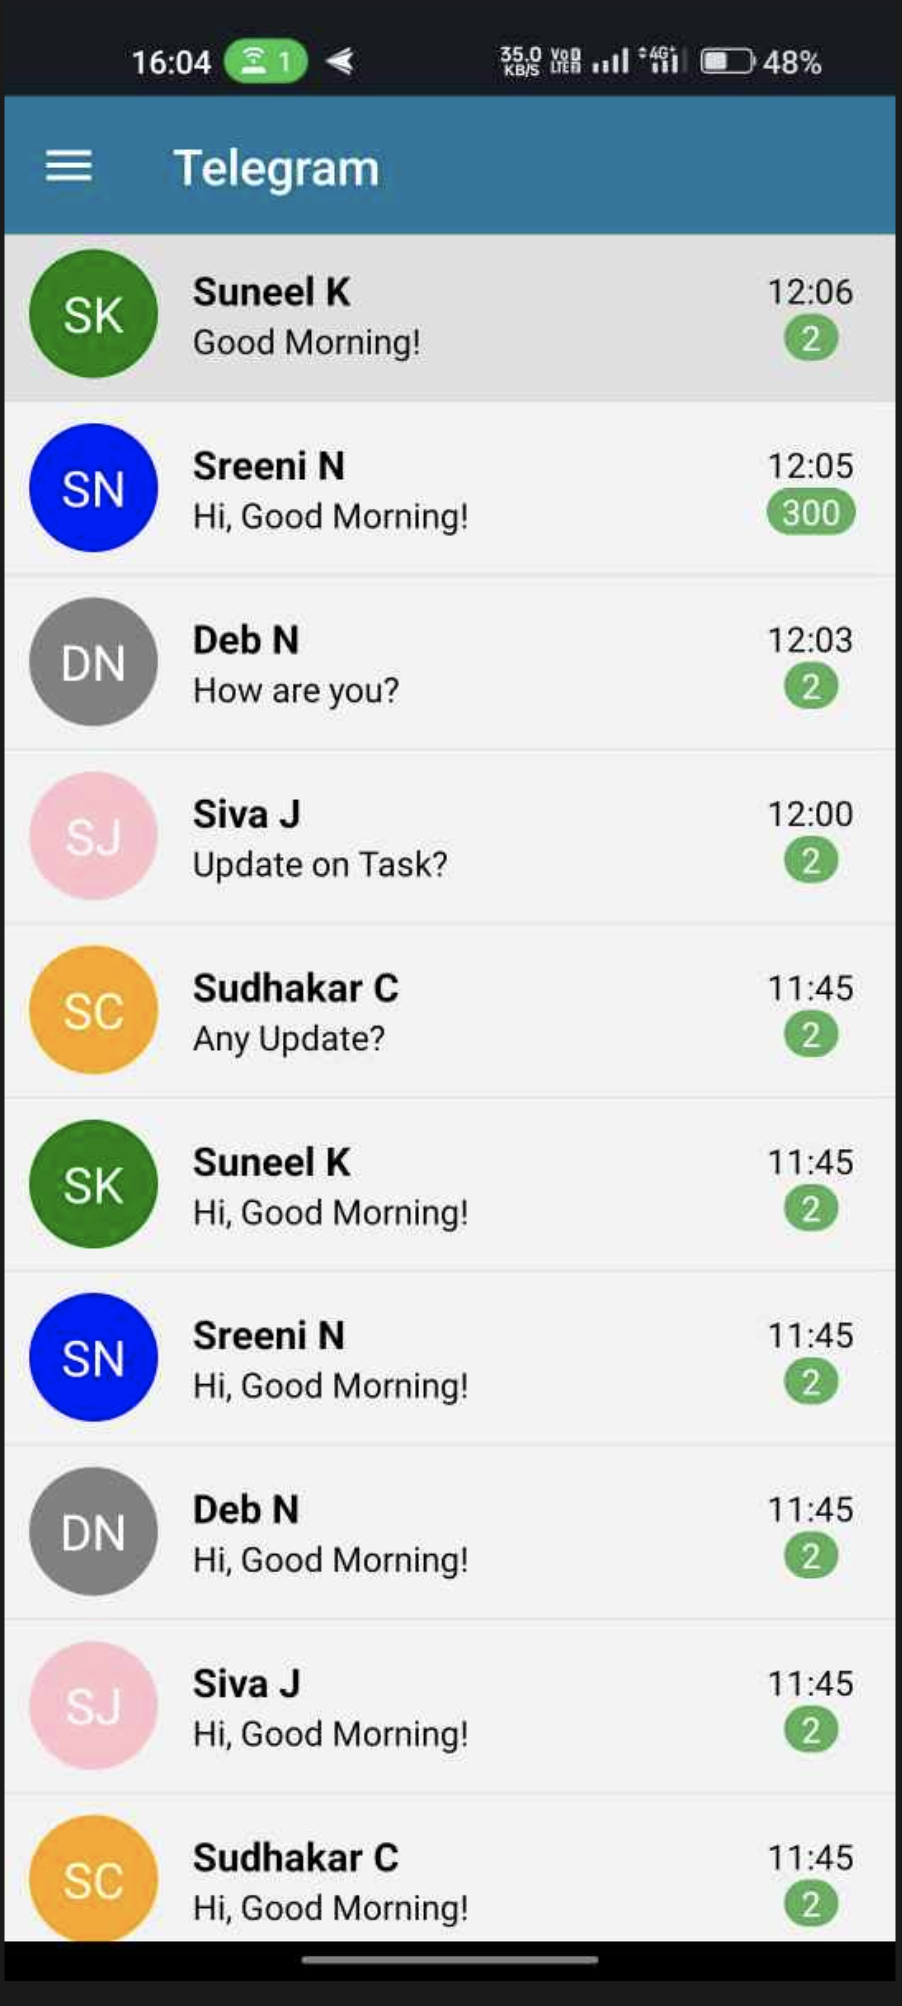 16:04 1 35.0 KB/S VoD LTED 4G+ 48%
Telegram
SK Suneel K 12:06
Good Morning! 2
SN Sreeni N 12:05
Hi, Good Morning! 300
DN Deb N 12:03
How are you? 2
SJ Siva J 12:00
Update on Task? 2
SC Sudhakar C 11:45
Any Update? 2
SK Suneel K 11:45
Hi, Good Morning! 2
SN Sreeni N 11:45
Hi, Good Morning! 2
DN Deb N 11:45
Hi, Good Morning! 2
SJ Siva J 11:45
Hi, Good Morning! 2
SC Sudhakar C 11:45
Hi, Good Morning! 2